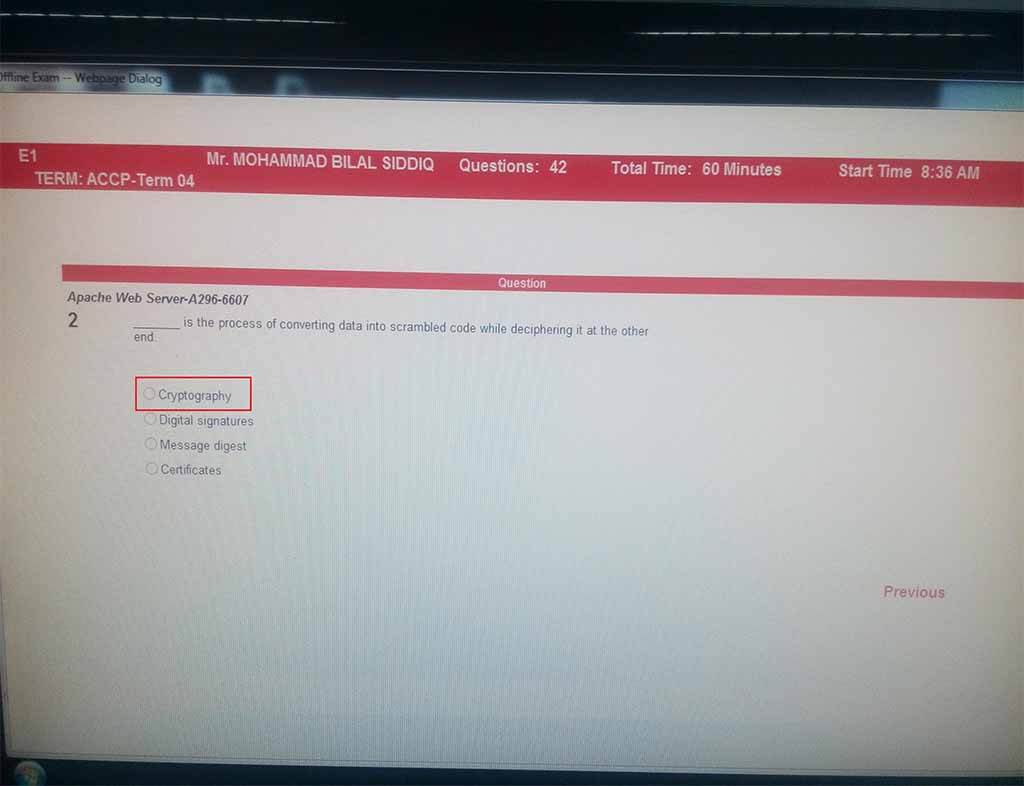 Offline Exam -- Webpage Dialog
E1 Mr. MOHAMMAD BILAL SIDDIQ Questions: 42 Total Time: 60 Minutes Start Time 8:36 AM
TERM: ACCP-Term 04
Question
Apache Web Server-A296-6607
2 ______ is the process of converting data into scrambled code while deciphering it at the other
end.
Cryptography
Digital signatures
Message digest
Certificates
Previous